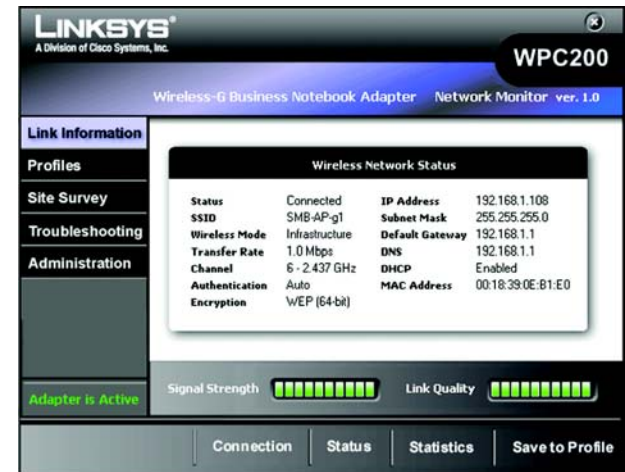 LINKSYS®
A Division of Cisco Systems, Inc.
WPC200
Wireless-G Business Notebook Adapter Network Monitor ver. 1.0
Link Information
Profiles
Site Survey
Troubleshooting
Administration
Adapter is Active
Wireless Network Status
Status Connected IP Address 192.168.1.108
SSID SMB-AP-g1 Subnet Mask 255.255.255.0
Wireless Mode Infrastructure Default Gateway 192.168.1.1
Transfer Rate 1.0 Mbps DNS 192.168.1.1
Channel 6 - 2.437 GHz DHCP Enabled
Authentication Auto MAC Address 00:18:39:0E:B1:E0
Encryption WEP (64-bit)
Signal Strength Link Quality
Connection Status Statistics Save to Profile